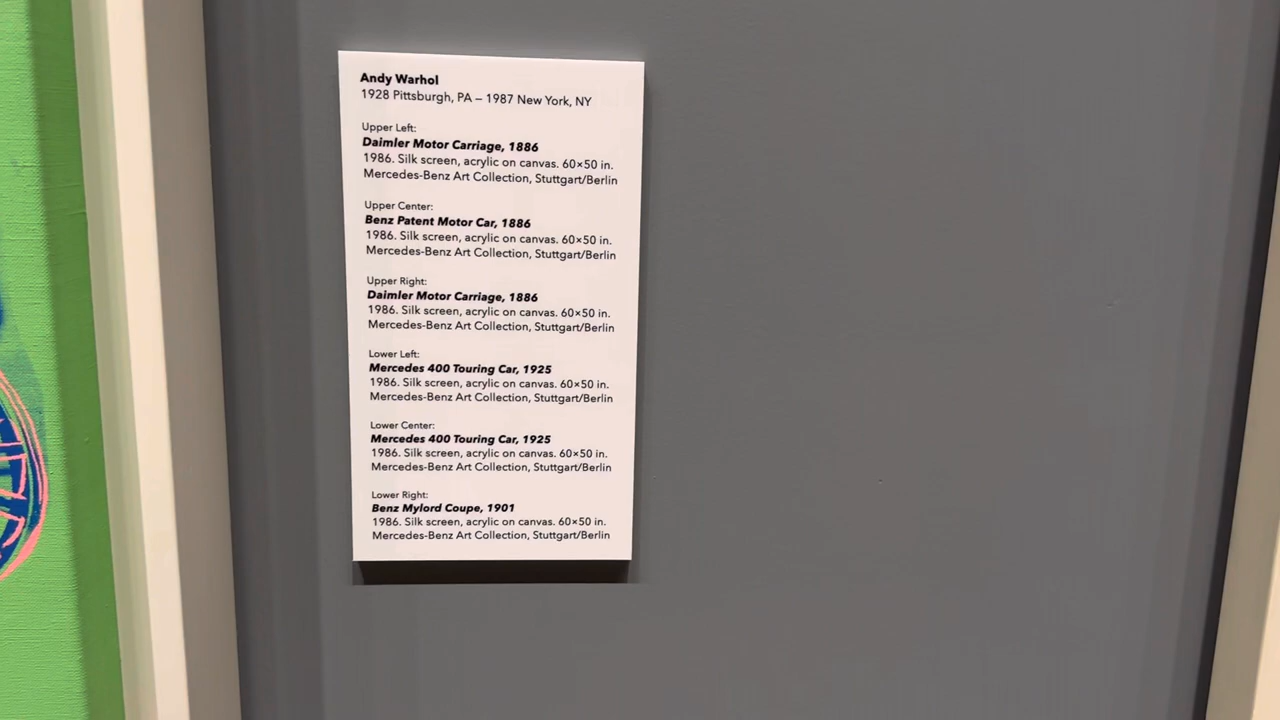 Andy Warhol
1928 Pittsburgh, PA – 1987 New York, NY
Upper Left:
Daimler Motor Carriage, 1886
1986. Silk screen, acrylic on canvas. 60×50 in.
Mercedes-Benz Art Collection, Stuttgart/Berlin
Upper Center:
Benz Patent Motor Car, 1886
1986. Silk screen, acrylic on canvas. 60×50 in.
Mercedes-Benz Art Collection, Stuttgart/Berlin
Upper Right:
Daimler Motor Carriage, 1886
1986. Silk screen, acrylic on canvas. 60×50 in.
Mercedes-Benz Art Collection, Stuttgart/Berlin
Lower Left:
Mercedes 400 Touring Car, 1925
1986. Silk screen, acrylic on canvas. 60×50 in.
Mercedes-Benz Art Collection, Stuttgart/Berlin
Lower Center:
Mercedes 400 Touring Car, 1925
1986. Silk screen, acrylic on canvas. 60×50 in.
Mercedes-Benz Art Collection, Stuttgart/Berlin
Lower Right:
Benz Mylord Coupe, 1901
1986. Silk screen, acrylic on canvas. 60×50 in.
Mercedes-Benz Art Collection, Stuttgart/Berlin